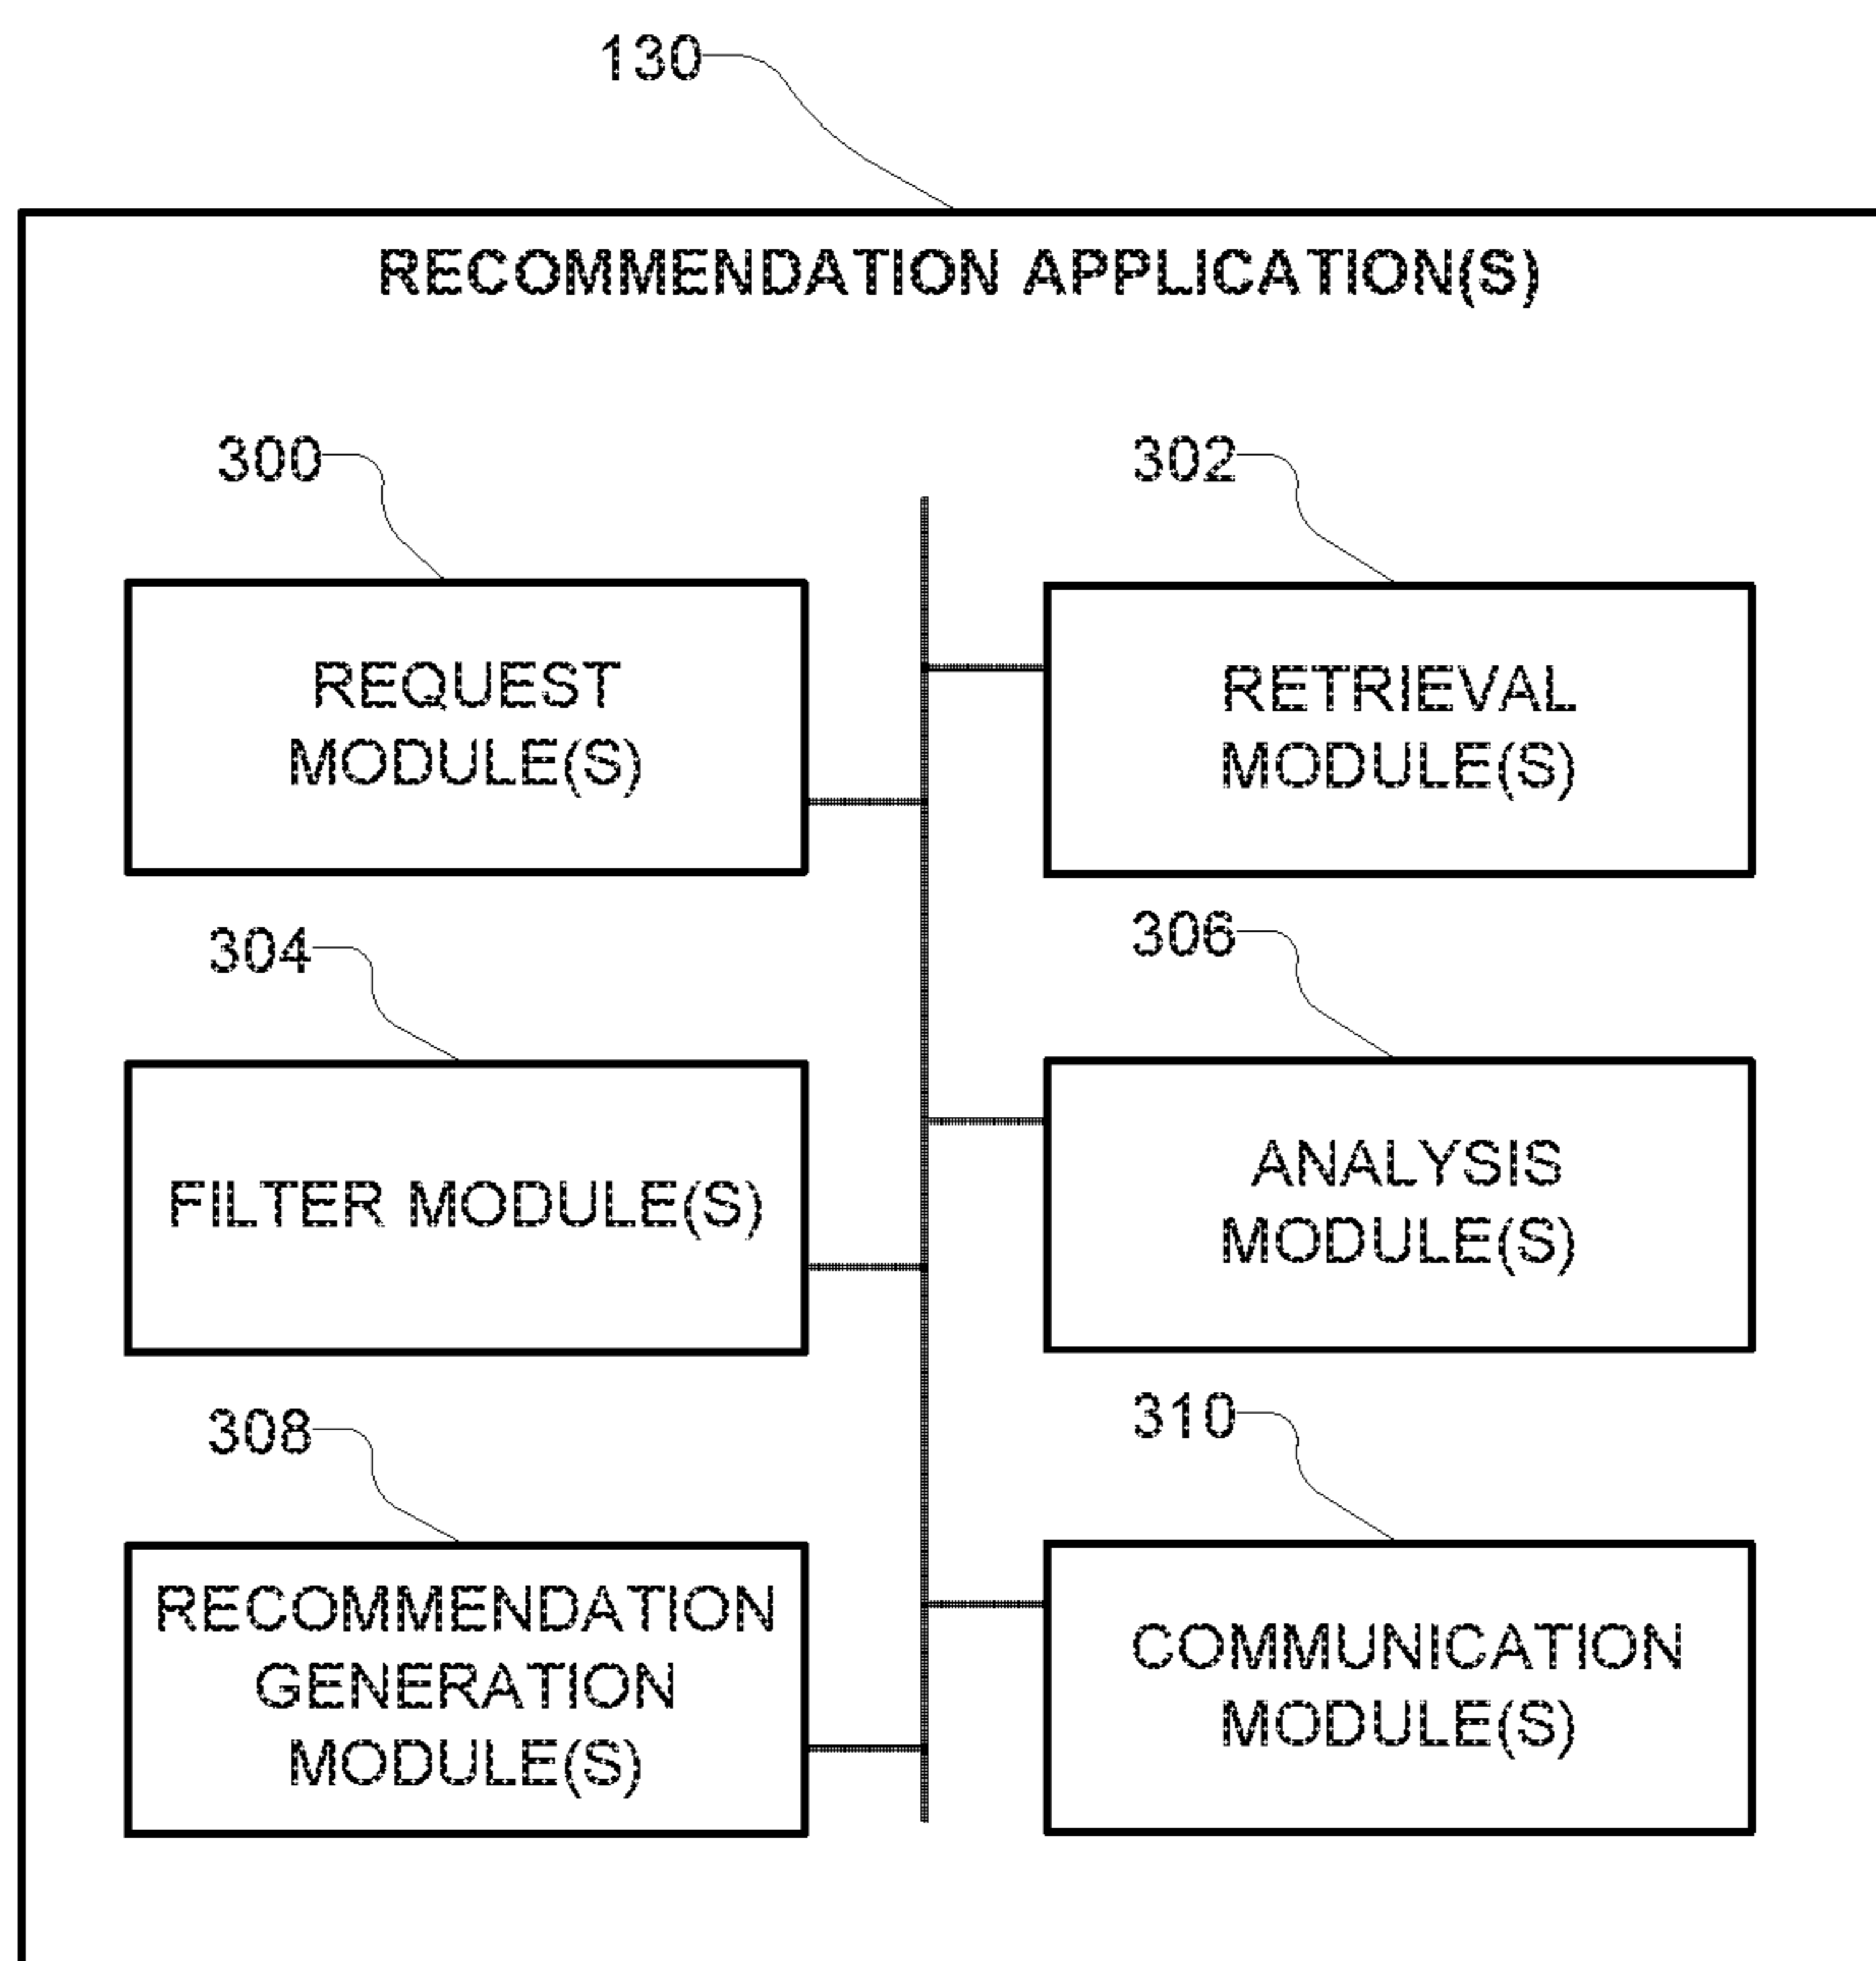 130
RECOMMENDATION APPLICATION(S)
300
REQUEST
MODULE(S)
302
RETRIEVAL
MODULE(S)
304
FILTER MODULE(S)
306
ANALYSIS
MODULE(S)
308
RECOMMENDATION
GENERATION
MODULE(S)
310
COMMUNICATION
MODULE(S)